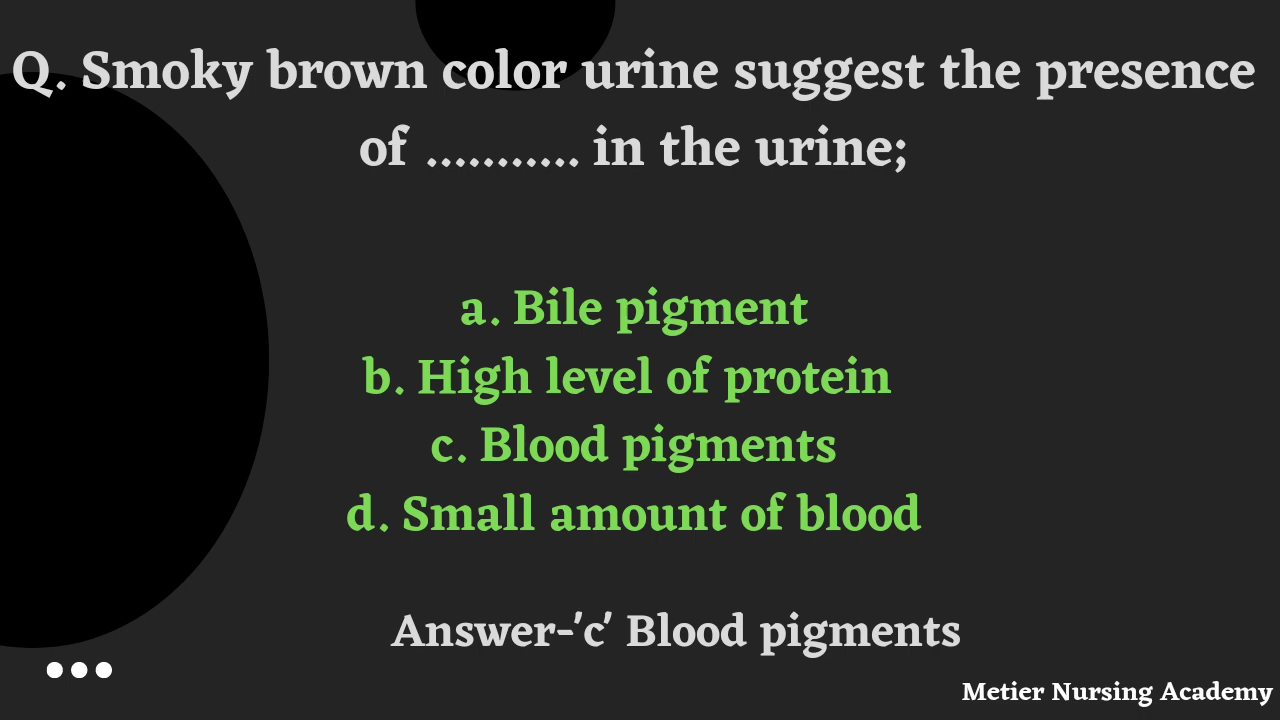 Q. Smoky brown color urine suggest the presence
of ........... in the urine;
a. Bile pigment
b. High level of protein
c. Blood pigments
d. Small amount of blood
Answer-'c' Blood pigments
Metier Nursing Academy